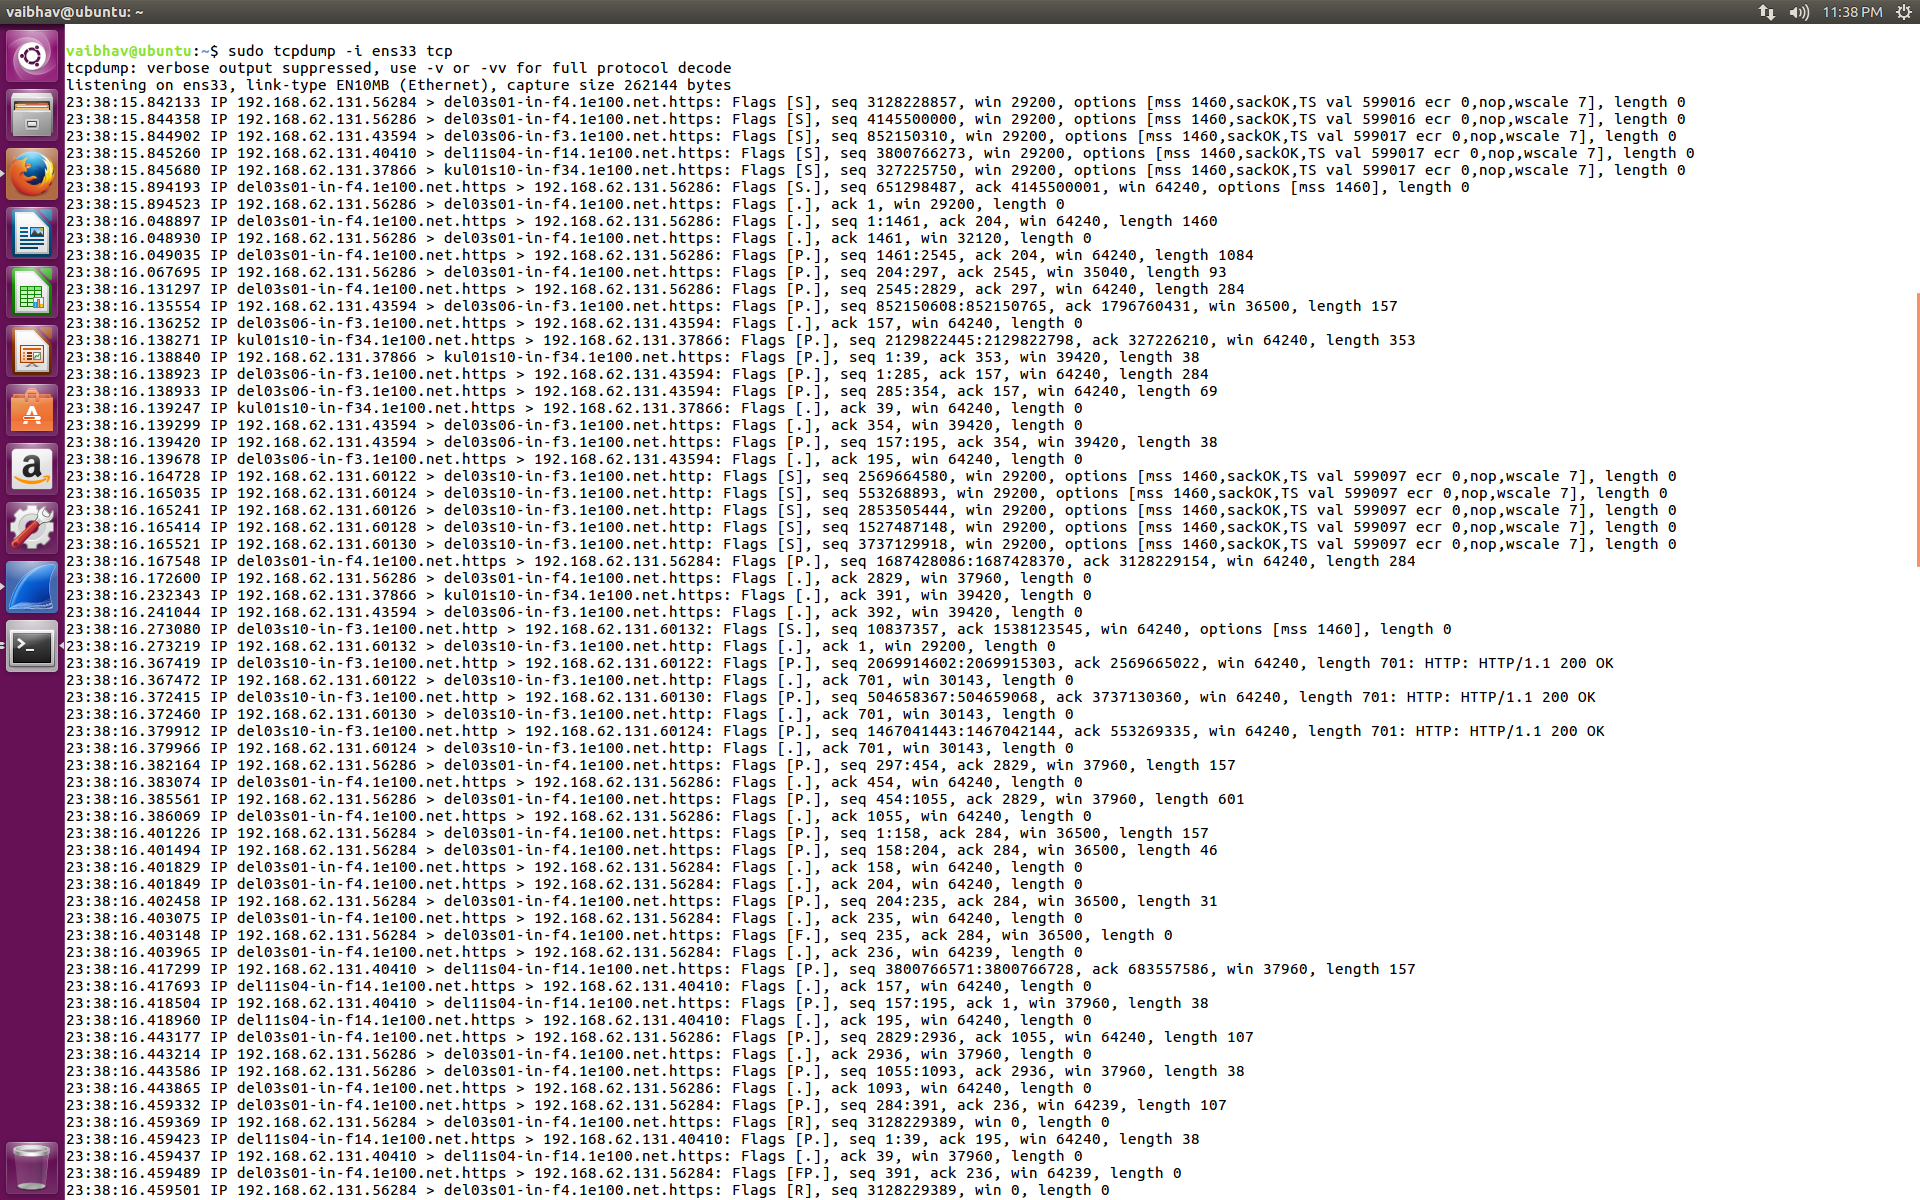 vaibhav@ubuntu: ~
11:38 PM
vaibhav@ubuntu:~$ sudo tcpdump -i ens33 tcp
tcpdump: verbose output suppressed, use -v or -vv for full protocol decode
listening on ens33, link-type EN10MB (Ethernet), capture size 262144 bytes
23:38:15.842133 IP 192.168.62.131.56284 > del03s01-in-f4.1e100.net.https: Flags [S], seq 3128228857, win 29200, options [mss 1460,sackOK,TS val 599016 ecr 0,nop,wscale 7], length 0
23:38:15.844358 IP 192.168.62.131.56286 > del03s01-in-f4.1e100.net.https: Flags [S], seq 4145500000, win 29200, options [mss 1460,sackOK,TS val 599016 ecr 0,nop,wscale 7], length 0
23:38:15.844902 IP 192.168.62.131.43594 > del03s06-in-f3.1e100.net.https: Flags [S], seq 852150310, win 29200, options [mss 1460,sackOK,TS val 599017 ecr 0,nop,wscale 7], length 0
23:38:15.845260 IP 192.168.62.131.40410 > del11s04-in-f14.1e100.net.https: Flags [S], seq 3800766273, win 29200, options [mss 1460,sackOK,TS val 599017 ecr 0,nop,wscale 7], length 0
23:38:15.845680 IP 192.168.62.131.37866 > kul01s10-in-f34.1e100.net.https: Flags [S], seq 327225750, win 29200, options [mss 1460,sackOK,TS val 599017 ecr 0,nop,wscale 7], length 0
23:38:15.894193 IP del03s01-in-f4.1e100.net.https > 192.168.62.131.56286: Flags [S.], seq 651298487, ack 4145500001, win 64240, options [mss 1460], length 0
23:38:15.894523 IP 192.168.62.131.56286 > del03s01-in-f4.1e100.net.https: Flags [.], ack 1, win 29200, length 0
23:38:16.048897 IP del03s01-in-f4.1e100.net.https > 192.168.62.131.56286: Flags [.], seq 1:1461, ack 204, win 64240, length 1460
23:38:16.048930 IP 192.168.62.131.56286 > del03s01-in-f4.1e100.net.https: Flags [.], ack 1461, win 32120, length 0
23:38:16.049035 IP del03s01-in-f4.1e100.net.https > 192.168.62.131.56286: Flags [P.], seq 1461:2545, ack 204, win 64240, length 1084
23:38:16.067695 IP 192.168.62.131.56286 > del03s01-in-f4.1e100.net.https: Flags [P.], seq 204:297, ack 2545, win 35040, length 93
23:38:16.131297 IP del03s01-in-f4.1e100.net.https > 192.168.62.131.56286: Flags [P.], seq 2545:2829, ack 297, win 64240, length 284
23:38:16.135554 IP 192.168.62.131.43594 > del03s06-in-f3.1e100.net.https: Flags [P.], seq 852150608:852150765, ack 1796760431, win 36500, length 157
23:38:16.136252 IP del03s06-in-f3.1e100.net.https > 192.168.62.131.43594: Flags [.], ack 157, win 64240, length 0
23:38:16.138271 IP kul01s10-in-f34.1e100.net.https > 192.168.62.131.37866: Flags [P.], seq 2129822445:2129822798, ack 327226210, win 64240, length 353
23:38:16.138840 IP 192.168.62.131.37866 > kul01s10-in-f34.1e100.net.https: Flags [P.], seq 1:39, ack 353, win 39420, length 38
23:38:16.138923 IP del03s06-in-f3.1e100.net.https > 192.168.62.131.43594: Flags [P.], seq 1:285, ack 157, win 64240, length 284
23:38:16.138933 IP del03s06-in-f3.1e100.net.https > 192.168.62.131.43594: Flags [P.], seq 285:354, ack 157, win 64240, length 69
23:38:16.139247 IP kul01s10-in-f34.1e100.net.https > 192.168.62.131.37866: Flags [.], ack 39, win 64240, length 0
23:38:16.139299 IP 192.168.62.131.43594 > del03s06-in-f3.1e100.net.https: Flags [.], ack 354, win 39420, length 0
23:38:16.139420 IP 192.168.62.131.43594 > del03s06-in-f3.1e100.net.https: Flags [P.], seq 157:195, ack 354, win 39420, length 38
23:38:16.139678 IP del03s06-in-f3.1e100.net.https > 192.168.62.131.43594: Flags [.], ack 195, win 64240, length 0
23:38:16.164728 IP 192.168.62.131.60122 > del03s10-in-f3.1e100.net.http: Flags [S], seq 2569664580, win 29200, options [mss 1460,sackOK,TS val 599097 ecr 0,nop,wscale 7], length 0
23:38:16.165035 IP 192.168.62.131.60124 > del03s10-in-f3.1e100.net.http: Flags [S], seq 553268893, win 29200, options [mss 1460,sackOK,TS val 599097 ecr 0,nop,wscale 7], length 0
23:38:16.165241 IP 192.168.62.131.60126 > del03s10-in-f3.1e100.net.http: Flags [S], seq 2853505444, win 29200, options [mss 1460,sackOK,TS val 599097 ecr 0,nop,wscale 7], length 0
23:38:16.165414 IP 192.168.62.131.60128 > del03s10-in-f3.1e100.net.http: Flags [S], seq 1527487148, win 29200, options [mss 1460,sackOK,TS val 599097 ecr 0,nop,wscale 7], length 0
23:38:16.165521 IP 192.168.62.131.60130 > del03s10-in-f3.1e100.net.http: Flags [S], seq 3737129918, win 29200, options [mss 1460,sackOK,TS val 599097 ecr 0,nop,wscale 7], length 0
23:38:16.167548 IP del03s01-in-f4.1e100.net.https > 192.168.62.131.56284: Flags [P.], seq 1687428086:1687428370, ack 3128229154, win 64240, length 284
23:38:16.172600 IP 192.168.62.131.56286 > del03s01-in-f4.1e100.net.https: Flags [.], ack 2829, win 37960, length 0
23:38:16.232343 IP 192.168.62.131.37866 > kul01s10-in-f34.1e100.net.https: Flags [.], ack 391, win 39420, length 0
23:38:16.241044 IP 192.168.62.131.43594 > del03s06-in-f3.1e100.net.https: Flags [.], ack 392, win 39420, length 0
23:38:16.273080 IP del03s10-in-f3.1e100.net.http > 192.168.62.131.60132: Flags [S.], seq 10837357, ack 1538123545, win 64240, options [mss 1460], length 0
23:38:16.273219 IP 192.168.62.131.60132 > del03s10-in-f3.1e100.net.http: Flags [.], ack 1, win 29200, length 0
23:38:16.367419 IP del03s10-in-f3.1e100.net.http > 192.168.62.131.60122: Flags [P.], seq 2069914602:2069915303, ack 2569665022, win 64240, length 701: HTTP: HTTP/1.1 200 OK
23:38:16.367472 IP 192.168.62.131.60122 > del03s10-in-f3.1e100.net.http: Flags [.], ack 701, win 30143, length 0
23:38:16.372415 IP del03s10-in-f3.1e100.net.http > 192.168.62.131.60130: Flags [P.], seq 504658367:504659068, ack 3737130360, win 64240, length 701: HTTP: HTTP/1.1 200 OK
23:38:16.372460 IP 192.168.62.131.60130 > del03s10-in-f3.1e100.net.http: Flags [.], ack 701, win 30143, length 0
23:38:16.379912 IP del03s10-in-f3.1e100.net.http > 192.168.62.131.60124: Flags [P.], seq 1467041443:1467042144, ack 553269335, win 64240, length 701: HTTP: HTTP/1.1 200 OK
23:38:16.379966 IP 192.168.62.131.60124 > del03s10-in-f3.1e100.net.http: Flags [.], ack 701, win 30143, length 0
23:38:16.382164 IP 192.168.62.131.56286 > del03s01-in-f4.1e100.net.https: Flags [P.], seq 297:454, ack 2829, win 37960, length 157
23:38:16.383074 IP del03s01-in-f4.1e100.net.https > 192.168.62.131.56286: Flags [.], ack 454, win 64240, length 0
23:38:16.385561 IP 192.168.62.131.56286 > del03s01-in-f4.1e100.net.https: Flags [P.], seq 454:1055, ack 2829, win 37960, length 601
23:38:16.386069 IP del03s01-in-f4.1e100.net.https > 192.168.62.131.56286: Flags [.], ack 1055, win 64240, length 0
23:38:16.401226 IP 192.168.62.131.56284 > del03s01-in-f4.1e100.net.https: Flags [P.], seq 1:158, ack 284, win 36500, length 157
23:38:16.401494 IP 192.168.62.131.56284 > del03s01-in-f4.1e100.net.https: Flags [P.], seq 158:204, ack 284, win 36500, length 46
23:38:16.401829 IP del03s01-in-f4.1e100.net.https > 192.168.62.131.56284: Flags [.], ack 158, win 64240, length 0
23:38:16.401849 IP del03s01-in-f4.1e100.net.https > 192.168.62.131.56284: Flags [.], ack 204, win 64240, length 0
23:38:16.402458 IP 192.168.62.131.56284 > del03s01-in-f4.1e100.net.https: Flags [P.], seq 204:235, ack 284, win 36500, length 31
23:38:16.403075 IP del03s01-in-f4.1e100.net.https > 192.168.62.131.56284: Flags [.], ack 235, win 64240, length 0
23:38:16.403148 IP 192.168.62.131.56284 > del03s01-in-f4.1e100.net.https: Flags [F.], seq 235, ack 284, win 36500, length 0
23:38:16.403965 IP del03s01-in-f4.1e100.net.https > 192.168.62.131.56284: Flags [.], ack 236, win 64239, length 0
23:38:16.417299 IP 192.168.62.131.40410 > del11s04-in-f14.1e100.net.https: Flags [P.], seq 3800766571:3800766728, ack 683557586, win 37960, length 157
23:38:16.417693 IP del11s04-in-f14.1e100.net.https > 192.168.62.131.40410: Flags [.], ack 157, win 64240, length 0
23:38:16.418504 IP 192.168.62.131.40410 > del11s04-in-f14.1e100.net.https: Flags [P.], seq 157:195, ack 1, win 37960, length 38
23:38:16.418960 IP del11s04-in-f14.1e100.net.https > 192.168.62.131.40410: Flags [.], ack 195, win 64240, length 0
23:38:16.443177 IP del03s01-in-f4.1e100.net.https > 192.168.62.131.56286: Flags [P.], seq 2829:2936, ack 1055, win 64240, length 107
23:38:16.443214 IP 192.168.62.131.56286 > del03s01-in-f4.1e100.net.https: Flags [.], ack 2936, win 37960, length 0
23:38:16.443586 IP 192.168.62.131.56286 > del03s01-in-f4.1e100.net.https: Flags [P.], seq 1055:1093, ack 2936, win 37960, length 38
23:38:16.443865 IP del03s01-in-f4.1e100.net.https > 192.168.62.131.56286: Flags [.], ack 1093, win 64240, length 0
23:38:16.459332 IP del03s01-in-f4.1e100.net.https > 192.168.62.131.56284: Flags [P.], seq 284:391, ack 236, win 64239, length 107
23:38:16.459369 IP 192.168.62.131.56284 > del03s01-in-f4.1e100.net.https: Flags [R], seq 3128229389, win 0, length 0
23:38:16.459423 IP del11s04-in-f14.1e100.net.https > 192.168.62.131.40410: Flags [P.], seq 1:39, ack 195, win 64240, length 38
23:38:16.459437 IP 192.168.62.131.40410 > del11s04-in-f14.1e100.net.https: Flags [.], ack 39, win 37960, length 0
23:38:16.459489 IP del03s01-in-f4.1e100.net.https > 192.168.62.131.56284: Flags [FP.], seq 391, ack 236, win 64239, length 0
23:38:16.459501 IP 192.168.62.131.56284 > del03s01-in-f4.1e100.net.https: Flags [R], seq 3128229389, win 0, length 0